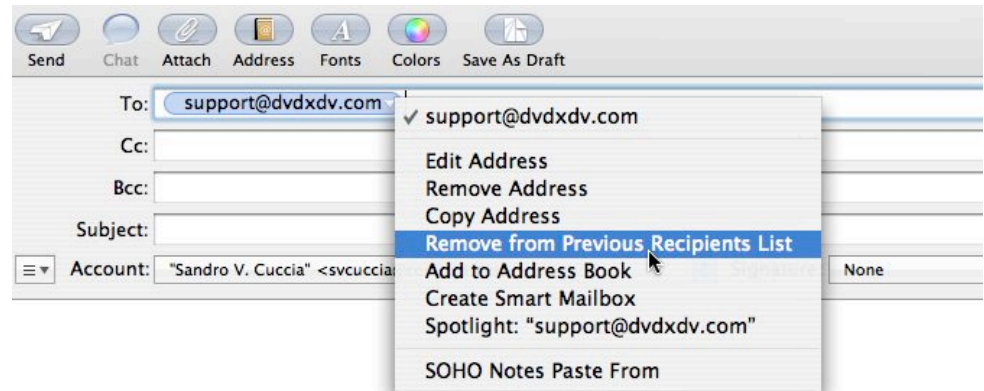 Send Chat Attach Address Fonts Colors Save As Draft
To: support@dvdxdv.com
✓ support@dvdxdv.com
Cc:
Edit Address
Bcc:
Remove Address
Copy Address
Subject:
Remove from Previous Recipients List
Account: "Sandro V. Cuccia" <svcuccia
Add to Address Book
Signature: None
Create Smart Mailbox
Spotlight: “support@dvdxdv.com”
SOHO Notes Paste From